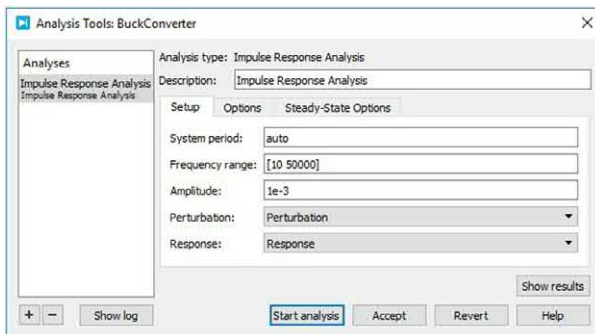 Analysis Tools: BuckConverter
Analyses
Impulse Response Analysis
Impulse Response Analysis
Analysis type: Impulse Response Analysis
Description: Impulse Response Analysis
Setup Options Steady-State Options
System period: auto
Frequency range: [10 50000]
Amplitude: 1e-3
Perturbation: Perturbation
Response: Response
Show results
+ − Show log Start analysis Accept Revert Help